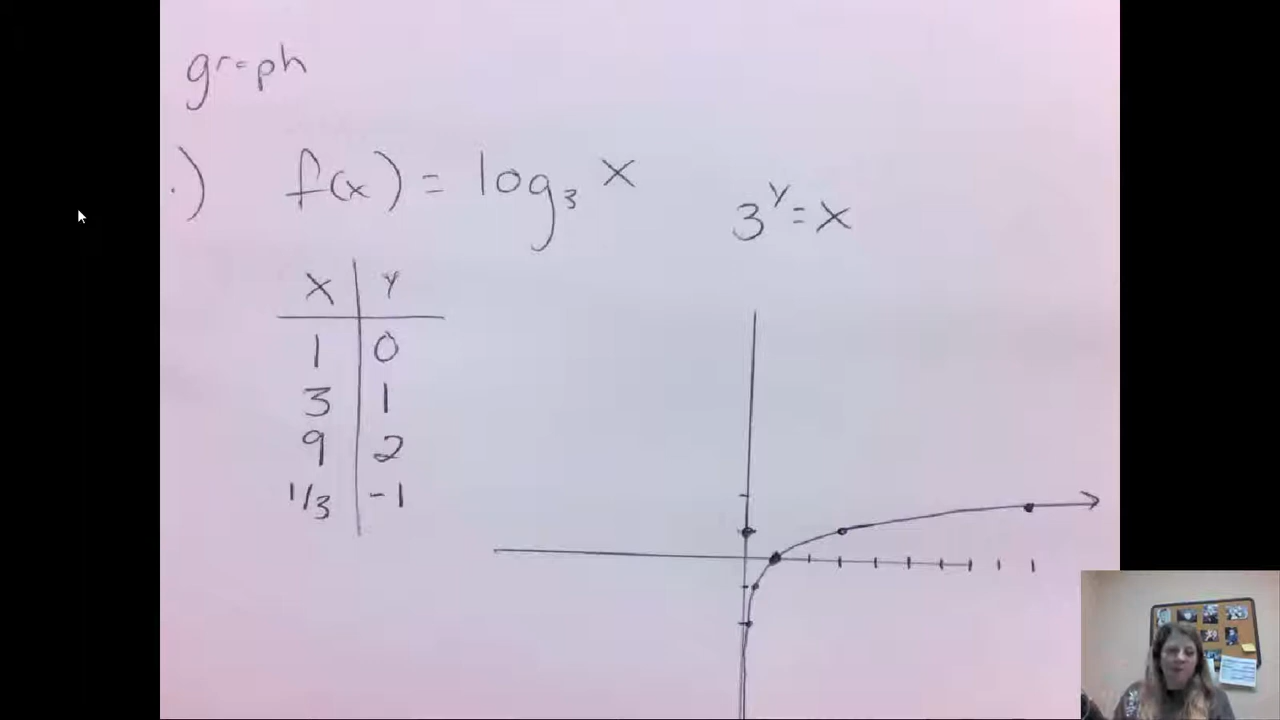 graph
.) f(x) = log₃ x
3^y = x
x y
1 0
3 1
9 2
1/3 -1